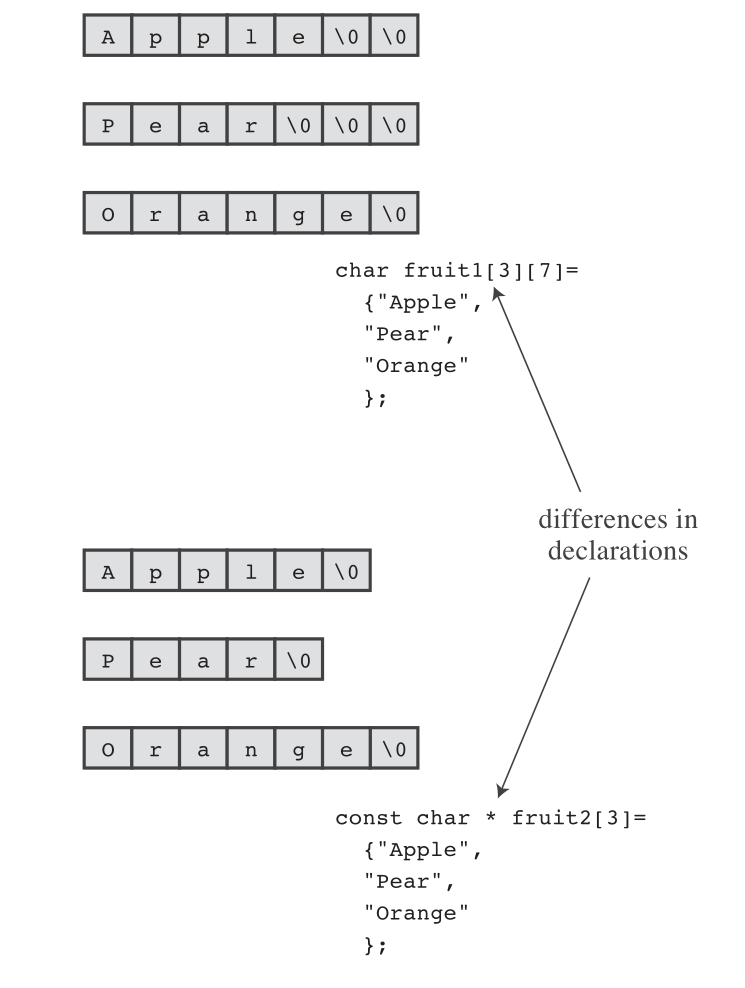 A p p l e \0 \0
P e a r \0 \0 \0
O r a n g e \0
char fruit1[3][7]=
{"Apple",
"Pear",
"Orange"
};
differences in
declarations
A p p l e \0
P e a r \0
O r a n g e \0
const char * fruit2[3]=
{"Apple",
"Pear",
"Orange"
};